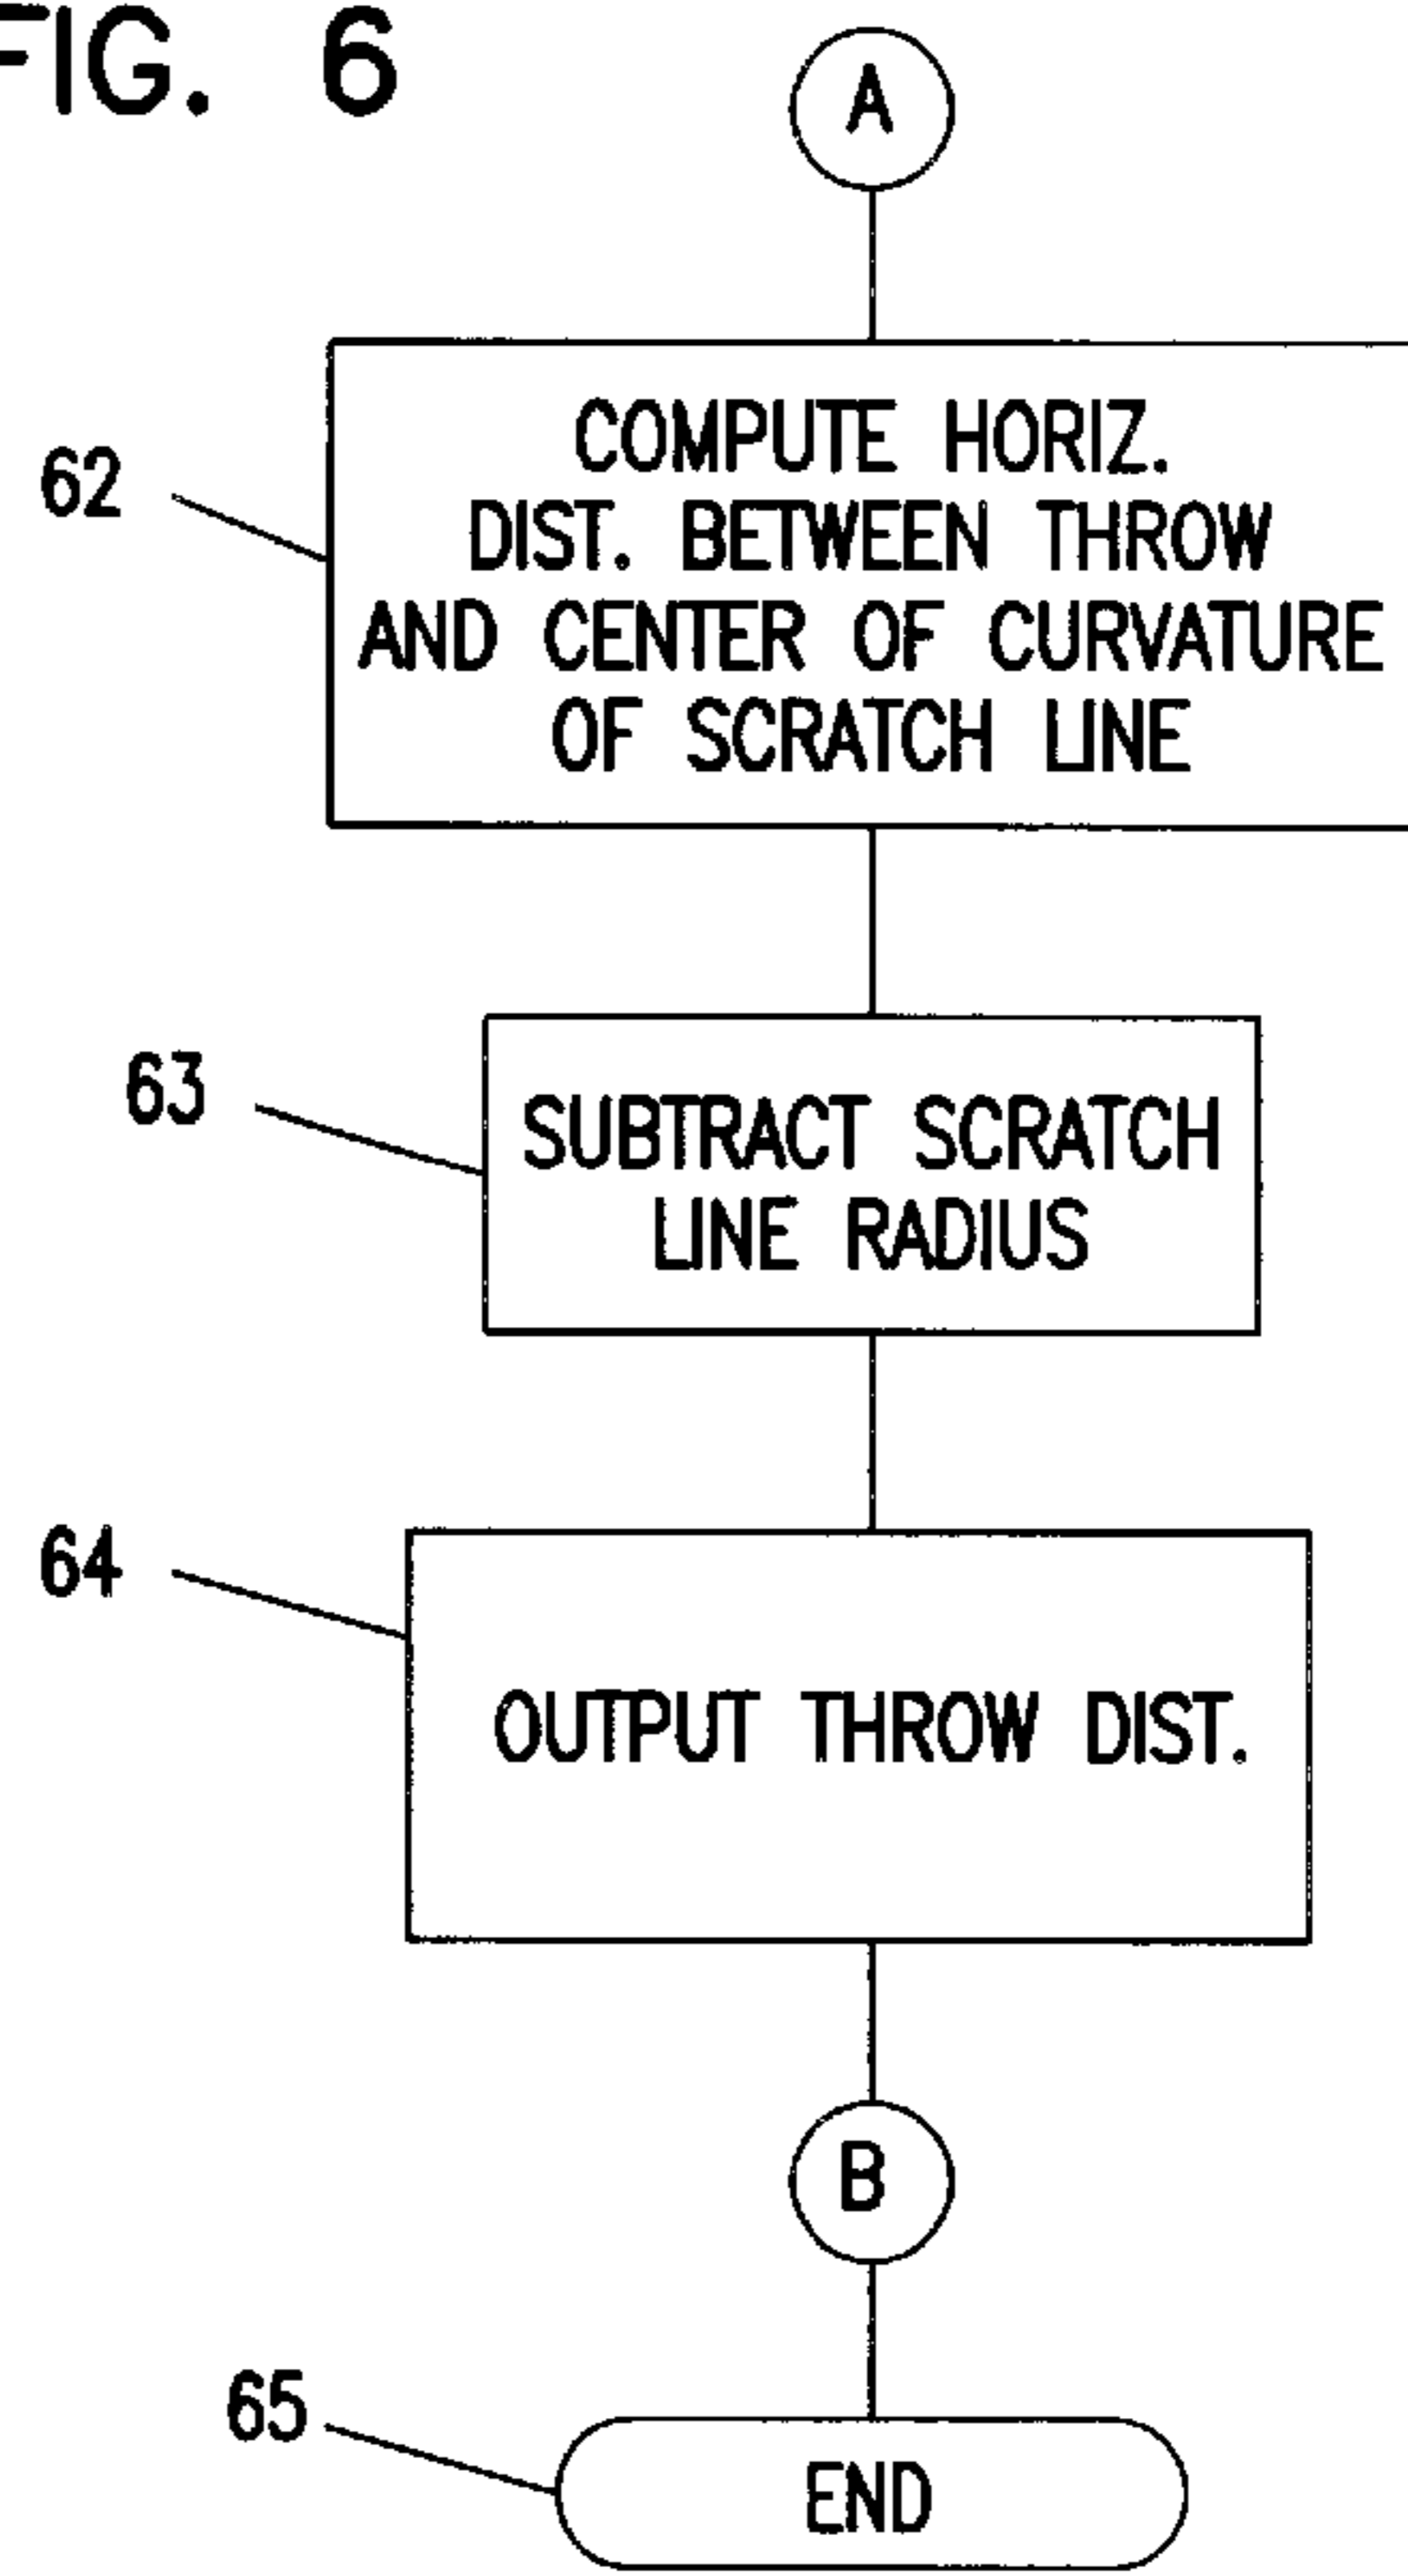 FIG. 6
A
62
COMPUTE HORIZ.
DIST. BETWEEN THROW
AND CENTER OF CURVATURE
OF SCRATCH LINE
63
SUBTRACT SCRATCH
LINE RADIUS
64
OUTPUT THROW DIST.
B
65
END